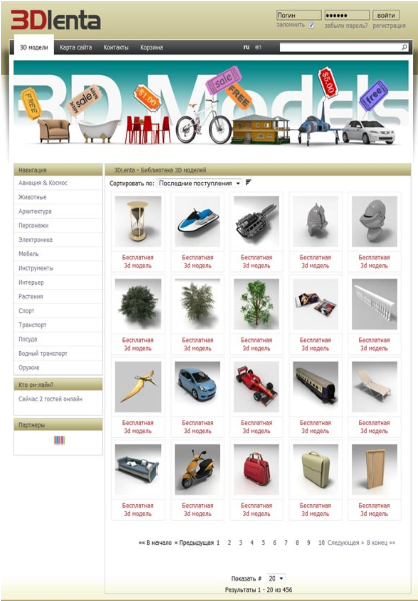 3Dlenta
Логин
••••••
войти
запомнить
забыли пароль?
регистрация
3D модели
Карта сайта
Контакты
Корзина
ru
en
3D Models
FREE
sale
$1.00
sale
FREE
$5.00
free
Навигация
Авиация & Космос
Животные
Архитектура
Персонажи
Электроника
Мебель
Инструменты
Интерьер
Растения
Спорт
Транспорт
Посуда
Водный транспорт
Оружие
Кто он-лайн?
Сейчас 2 гостей онлайн
Партнеры
3DLenta - Библиотека 3D моделей
Сортировать по: Последние поступления
Бесплатная
3d модель
Бесплатная
3d модель
Бесплатная
3d модель
Бесплатная
3d модель
Бесплатная
3d модель
Бесплатная
3d модель
Бесплатная
3d модель
Бесплатная
3d модель
Бесплатная
3d модель
Бесплатная
3d модель
Бесплатная
3d модель
Бесплатная
3d модель
Бесплатная
3d модель
Бесплатная
3d модель
Бесплатная
3d модель
Бесплатная
3d модель
Бесплатная
3d модель
Бесплатная
3d модель
Бесплатная
3d модель
Бесплатная
3d модель
«« В начало « Предыдущая 1 2 3 4 5 6 7 8 9 10 Следующая » В конец »»
Показать # 20
Результаты 1 - 20 из 456